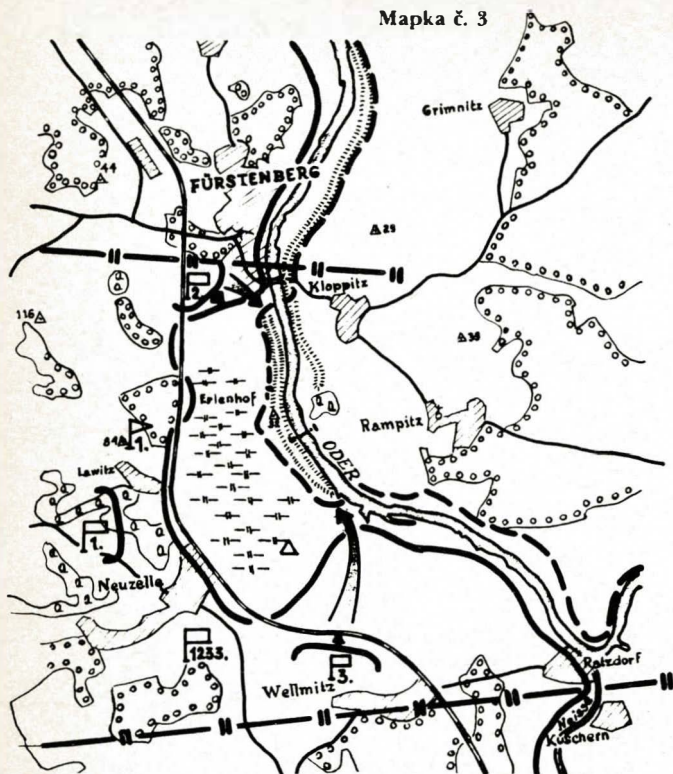 Mapka č. 3
Grimnitz
44
FÜRSTENBERG
29
2.
Kloppitz
116
38
Erlenhof
Rampitz
84
1.
ODER
Lawitz
1.
Neuzelle
1233.
3.
Wellmitz
Ratzdorf
Kuschern